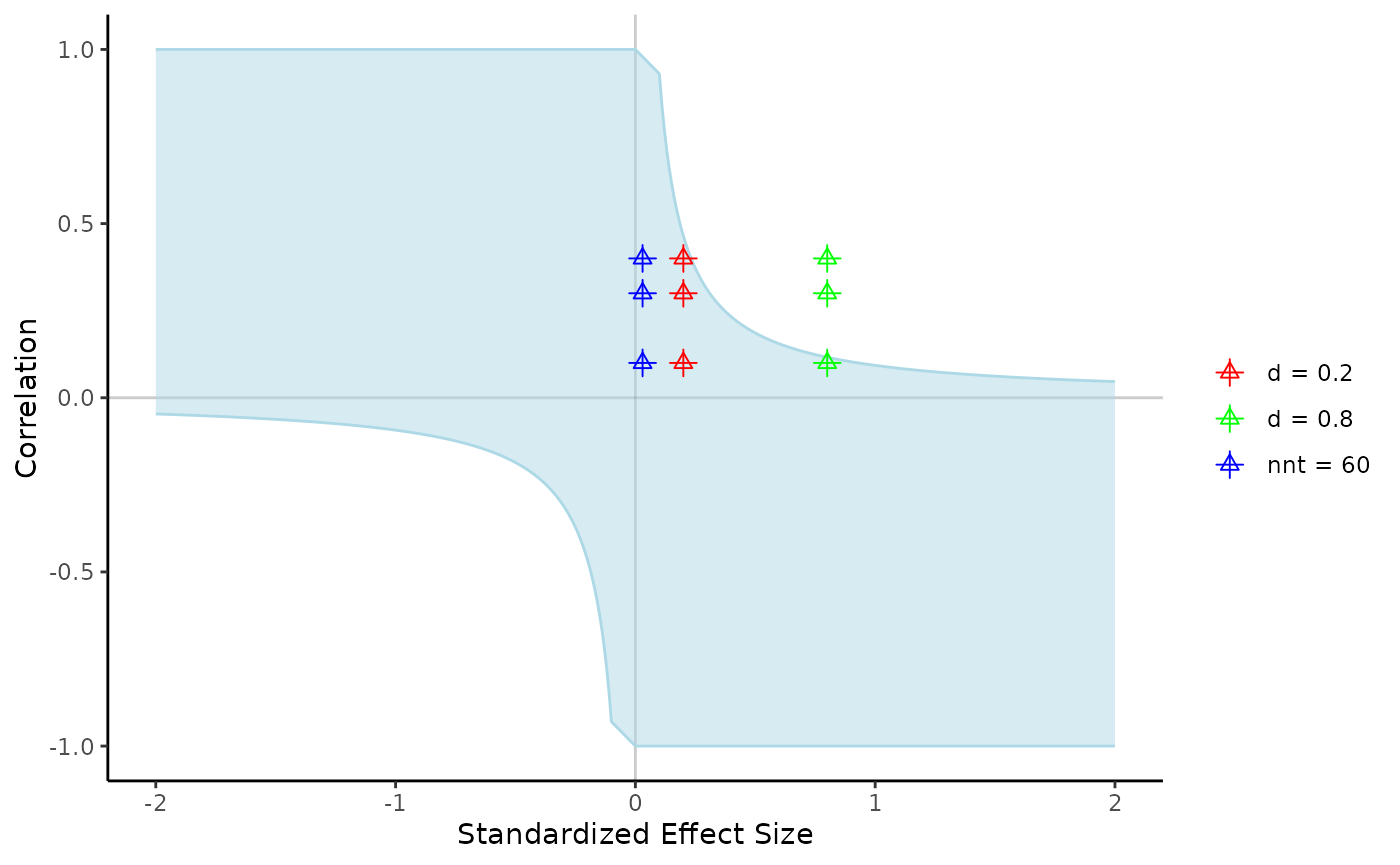 1.0
0.5
0.0
-0.5
-1.0
Correlation
-2
-1
0
1
2
Standardized Effect Size
d = 0.2
d = 0.8
nnt = 60